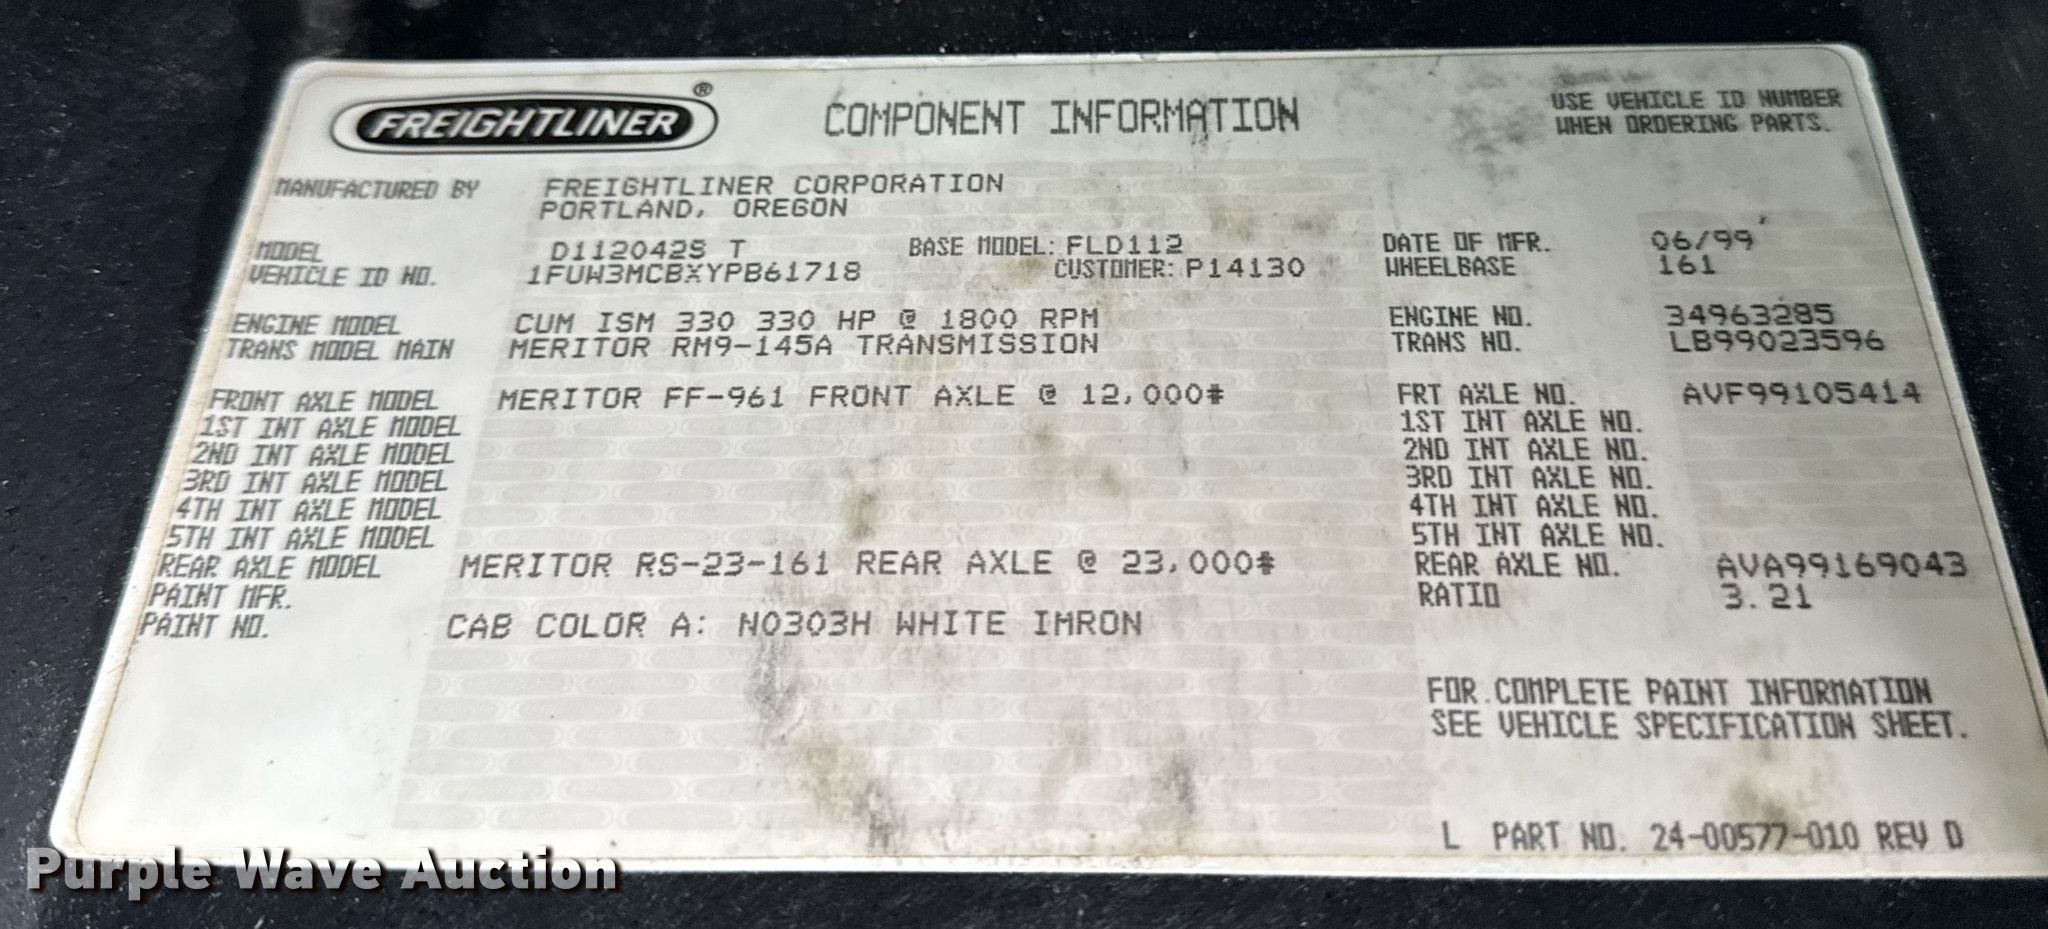 FREIGHTLINER®
COMPONENT INFORMATION
USE VEHICLE ID NUMBER
WHEN ORDERING PARTS.
MANUFACTURED BY FREIGHTLINER CORPORATION
PORTLAND, OREGON
MODEL D112042S T BASE MODEL: FLD112 DATE OF MFR. 06/99
VEHICLE ID NO. 1FUW3MCBXYPB61718 CUSTOMER: P14130 WHEELBASE 161
ENGINE MODEL CUM ISM 330 330 HP @ 1800 RPM ENGINE NO. 34963285
TRANS MODEL MAIN MERITOR RM9-145A TRANSMISSION TRANS NO. LB99023596
FRONT AXLE MODEL MERITOR FF-961 FRONT AXLE @ 12,000# FRT AXLE NO. AVF99105414
1ST INT AXLE MODEL 1ST INT AXLE NO.
2ND INT AXLE MODEL 2ND INT AXLE NO.
3RD INT AXLE MODEL 3RD INT AXLE NO.
4TH INT AXLE MODEL 4TH INT AXLE NO.
5TH INT AXLE MODEL 5TH INT AXLE NO.
REAR AXLE MODEL MERITOR RS-23-161 REAR AXLE @ 23,000# REAR AXLE NO. AVA99169043
PAINT MFR. RATIO 3.21
PAINT NO. CAB COLOR A: N0303H WHITE IMRON
FOR COMPLETE PAINT INFORMATION
SEE VEHICLE SPECIFICATION SHEET.
L PART NO. 24-00577-010 REV D
Purple Wave Auction